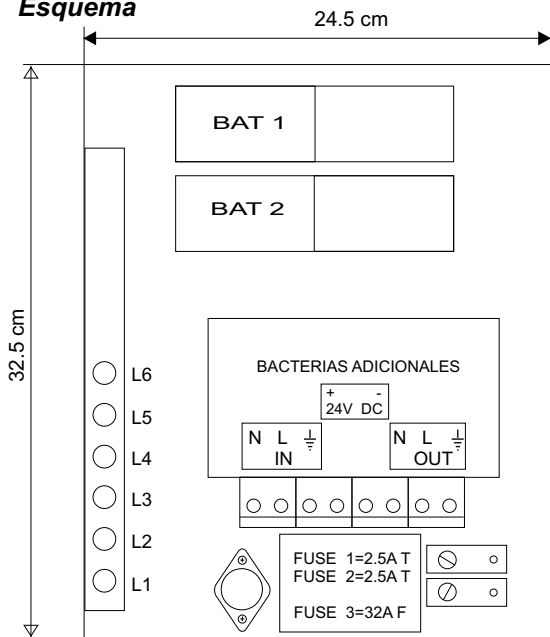 Esquema
24.5 cm
32.5 cm
BAT 1
BAT 2
L6
L5
L4
L3
L2
L1
BACTERIAS ADICIONALES
+ -
24V DC
N L ⏚
IN
N L ⏚
OUT
FUSE 1=2.5A T
FUSE 2=2.5A T
FUSE 3=32A F